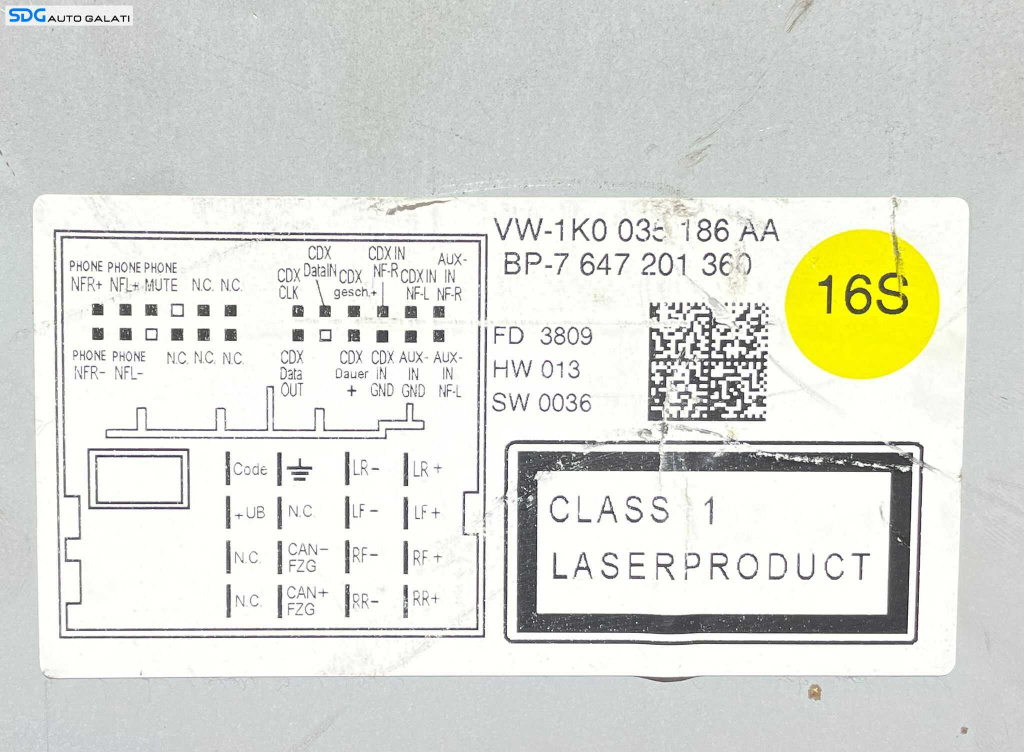 SDG AUTO GALATI
VW-1K0 035 186 AA
BP-7 647 201 360
16S
FD 3809
HW 013
SW 0036
CLASS 1
LASERPRODUCT
PHONE PHONE PHONE
NFR+ NFL+ MUTE N.C. N.C.
CDX CLK
CDX DataIN
CDX gesch.+
CDX IN NF-R
CDX IN NF-L
AUX-IN NF-R
PHONE PHONE
NFR- NFL-
N.C. N.C. N.C.
CDX Data OUT
CDX Dauer +
CDX IN GND
AUX-IN GND
AUX-IN NF-L
Code LR- LR+
+UB N.C. LF- LF+
N.C. CAN-FZG RF- RF+
N.C. CAN+FZG RR- RR+